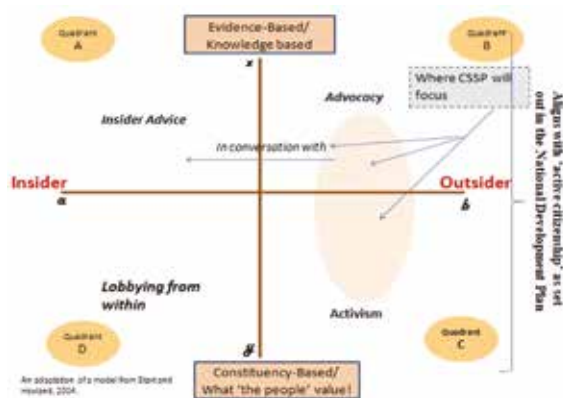 Quadrant
A
Evidence-Based/
Knowledge based
Quadrant
B
x
Where CSSP will
focus
Advocacy
Insider Advice
In conversation with
Insider
Outsider
a
b
Lobbying from
within
Activism
Quadrant
D
y
Quadrant
C
Constituency-Based/
What 'the people' value!
An adaptation of a model from Start and
Hovland, 2004.
Aligns with 'active citizenship' as set
out in the National Development Plan